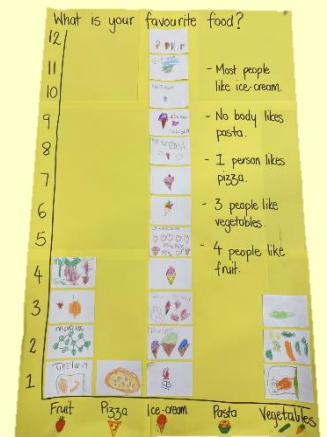 What is your favourite food?
12
11
10
9
8
7
6
5
4
3
2
1
- Most people
like ice-cream.
- No body likes
pasta.
- 1 person likes
pizza.
- 3 people like
vegetables.
- 4 people like
fruit.
Fruit Pizza Ice-cream Pasta Vegetables